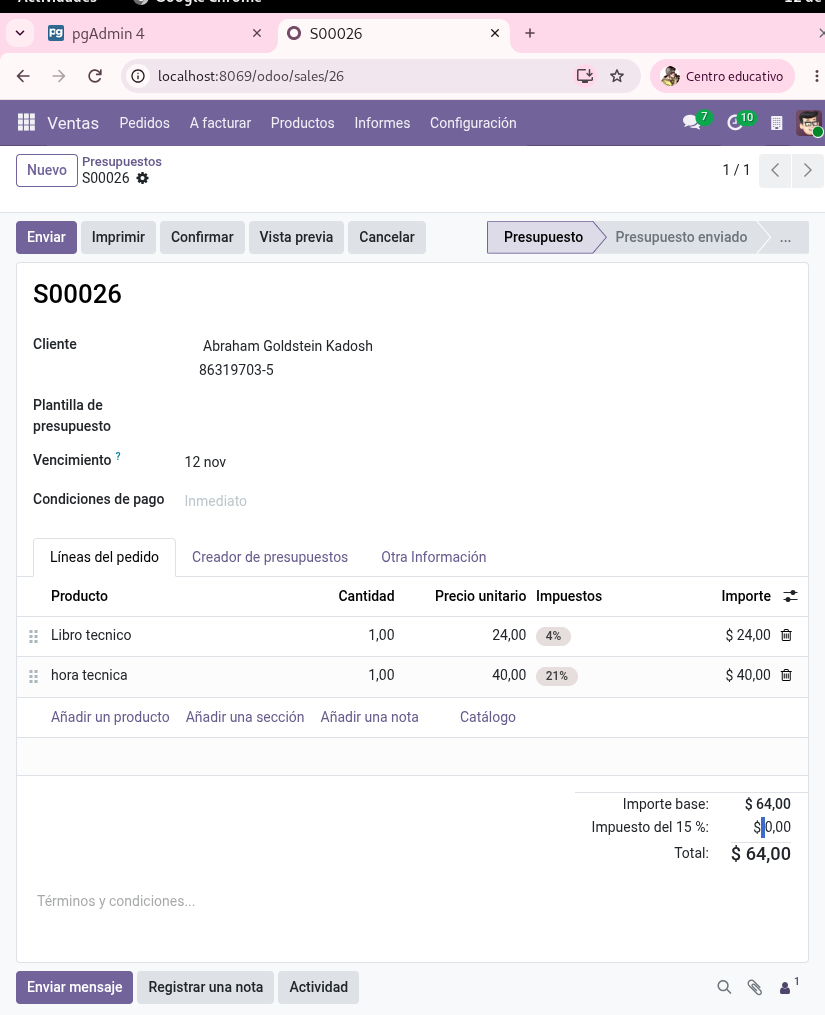 Actividades Google Chrome 12 de
pgAdmin 4 S00026
localhost:8069/odoo/sales/26 Centro educativo
Ventas Pedidos A facturar Productos Informes Configuración 7 10
Nuevo Presupuestos
S00026 1 / 1
Enviar Imprimir Confirmar Vista previa Cancelar Presupuesto Presupuesto enviado ...
S00026
Cliente Abraham Goldstein Kadosh
86319703-5
Plantilla de
presupuesto
Vencimiento ? 12 nov
Condiciones de pago Inmediato
Líneas del pedido Creador de presupuestos Otra Información
Producto Cantidad Precio unitario Impuestos Importe
Libro tecnico 1,00 24,00 4% $ 24,00
hora tecnica 1,00 40,00 21% $ 40,00
Añadir un producto Añadir una sección Añadir una nota Catálogo
Importe base: $ 64,00
Impuesto del 15 %: $ 0,00
Total: $ 64,00
Términos y condiciones...
Enviar mensaje Registrar una nota Actividad 1